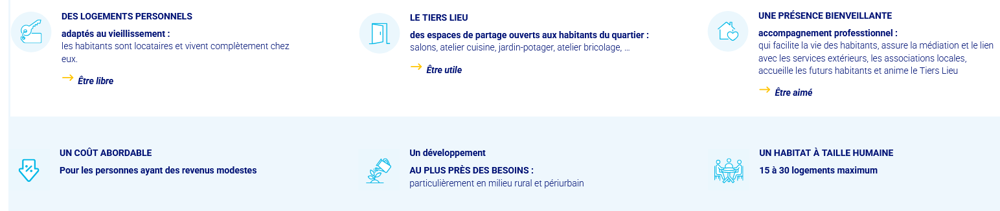 DES LOGEMENTS PERSONNELS
adaptés au vieillissement :
les habitants sont locataires et vivent complètement chez
eux.
Être libre
LE TIERS LIEU
des espaces de partage ouverts aux habitants du quartier :
salons, atelier cuisine, jardin-potager, atelier bricolage, ...
Être utile
UNE PRÉSENCE BIENVEILLANTE
accompagnement professtionnel :
qui facilite la vie des habitants, assure la médiation et le lien
avec les services extérieurs, les associations locales,
accueille les futurs habitants et anime le Tiers Lieu
Être aimé
UN COÛT ABORDABLE
Pour les personnes ayant des revenus modestes
Un développement
AU PLUS PRÈS DES BESOINS :
particulièrement en milieu rural et périurbain
UN HABITAT À TAILLE HUMAINE
15 à 30 logements maximum